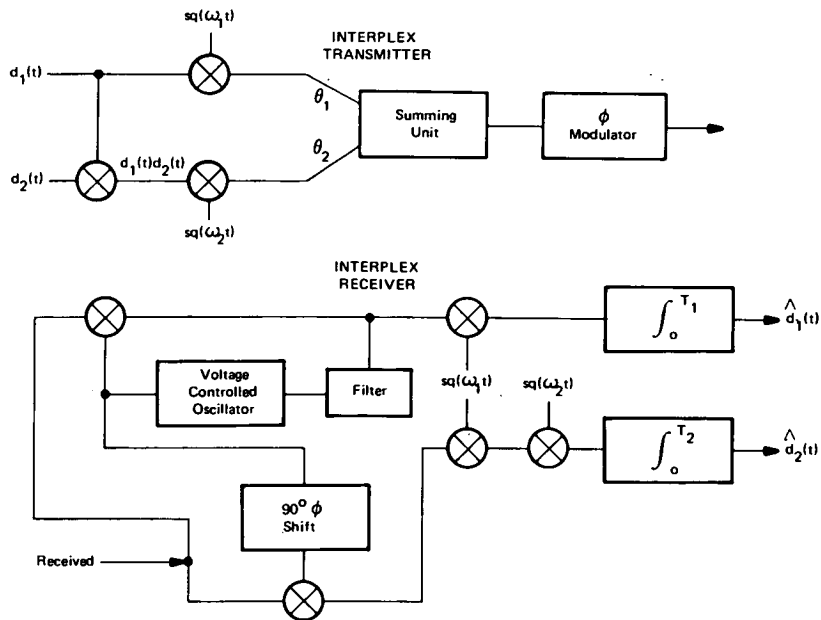 sq(ω₁t)
INTERPLEX
TRANSMITTER
d₁(t)
θ₁
Summing
Unit
ϕ
Modulator
θ₂
d₁(t)d₂(t)
d₂(t)
sq(ω₂t)
INTERPLEX
RECEIVER
∫₀ᵀ¹
d̂₁(t)
Voltage
Controlled
Oscillator
Filter
sq(ω₁t)
sq(ω₂t)
∫₀ᵀ²
d̂₂(t)
90° ϕ
Shift
Received